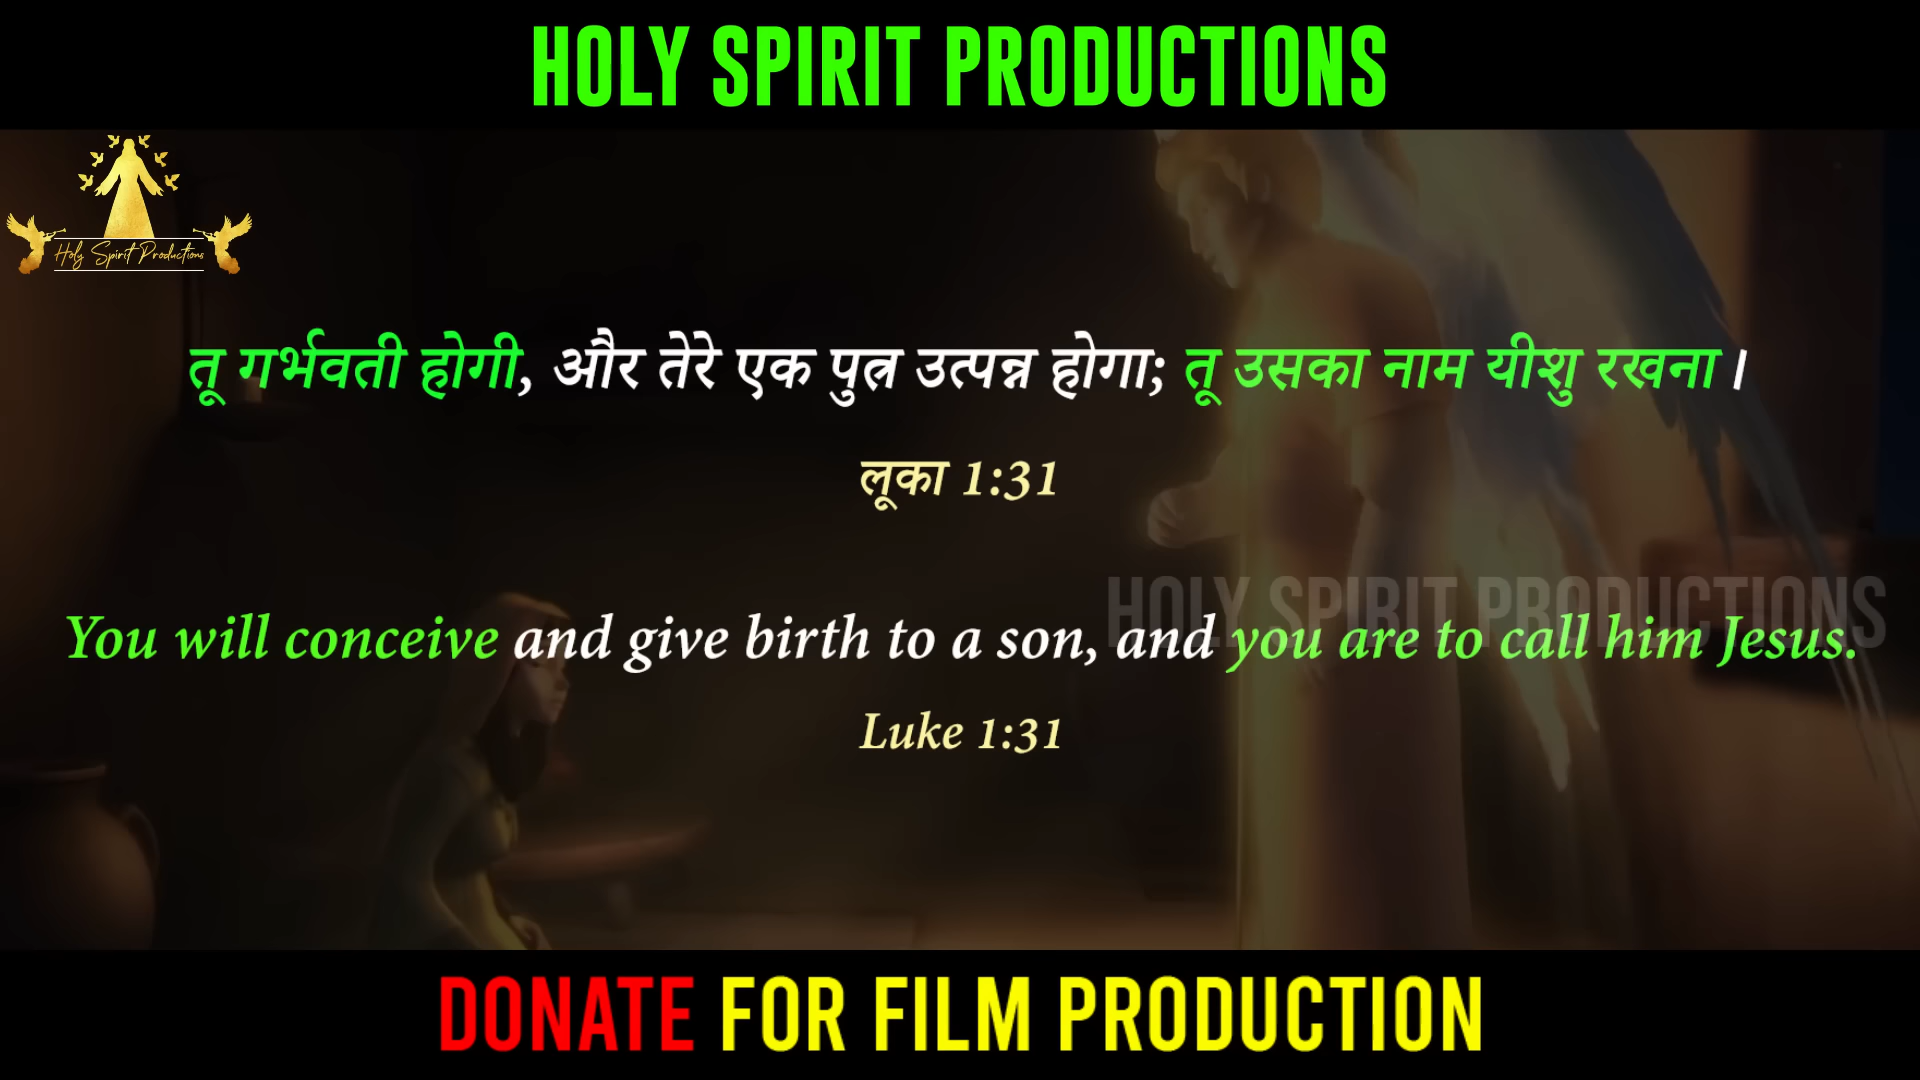 HOLY SPIRIT PRODUCTIONS
Holy Spirit Productions
तू गर्भवती होगी, और तेरे एक पुत्र उत्पन्न होगा; तू उसका नाम यीशु रखना।
लूका 1:31
HOLY SPIRIT PRODUCTIONS
You will conceive and give birth to a son, and you are to call him Jesus.
Luke 1:31
DONATE FOR FILM PRODUCTION